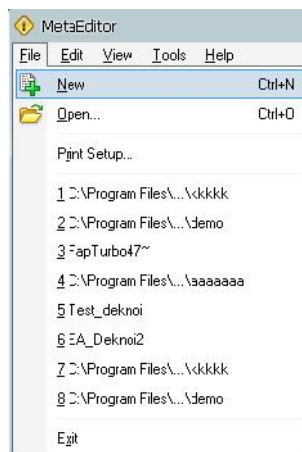 MetaEditor
File Edit View Tools Help
New Ctrl+N
Open... Ctrl+O
Print Setup...
1 C:\Program Files\...\kkkk
2 C:\Program Files\...\demo
3 FapTurbo47~
4 C:\Program Files\...\aaaaaaa
5 Test_deknoi
6 EA_Deknoi2
7 C:\Program Files\...\kkkk
8 C:\Program Files\...\demo
Exit